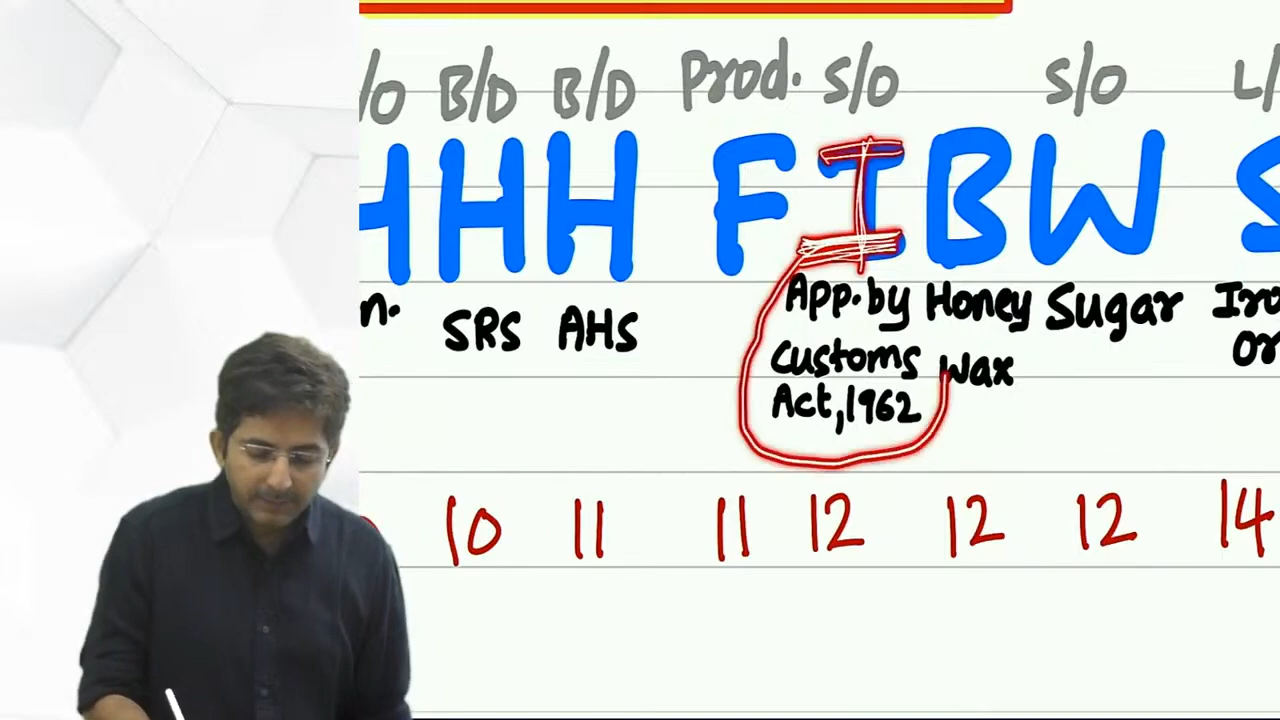 /O B/D B/D Prod. S/O S/O L/
HHH FIBW S
n. SRS AHS App. by Honey Sugar Iro
Customs Wax Or
Act, 1962
10 11 11 12 12 12 14